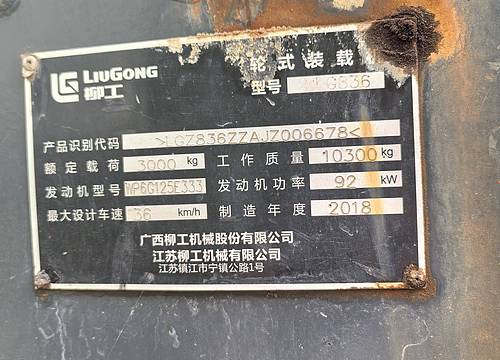 LIUGONG
柳工
轮式装载
型号 G836
产品识别代码 >LGZ836ZZAJZ006678<
额定载荷 3000 kg 工作质量 10300 kg
发动机型号 WP6G125E333 发动机功率 92 kW
最大设计车速 36 km/h 制造年度 2018
广西柳工机械股份有限公司
江苏柳工机械有限公司
江苏镇江市宁镇公路1号